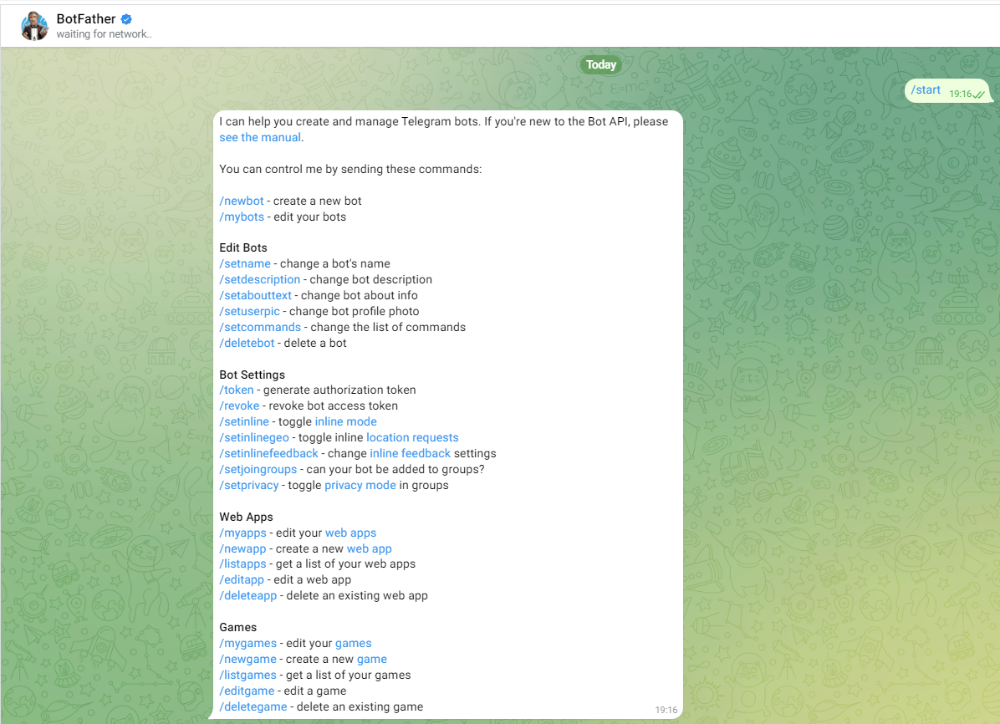 BotFather
waiting for network..
Today
/start 19:16
I can help you create and manage Telegram bots. If you're new to the Bot API, please
see the manual.
You can control me by sending these commands:
/newbot - create a new bot
/mybots - edit your bots
Edit Bots
/setname - change a bot's name
/setdescription - change bot description
/setabouttext - change bot about info
/setuserpic - change bot profile photo
/setcommands - change the list of commands
/deletebot - delete a bot
Bot Settings
/token - generate authorization token
/revoke - revoke bot access token
/setinline - toggle inline mode
/setinlinegeo - toggle inline location requests
/setinlinefeedback - change inline feedback settings
/setjoingroups - can your bot be added to groups?
/setprivacy - toggle privacy mode in groups
Web Apps
/myapps - edit your web apps
/newapp - create a new web app
/listapps - get a list of your web apps
/editapp - edit a web app
/deleteapp - delete an existing web app
Games
/mygames - edit your games
/newgame - create a new game
/listgames - get a list of your games
/editgame - edit a game
/deletegame - delete an existing game
19:16